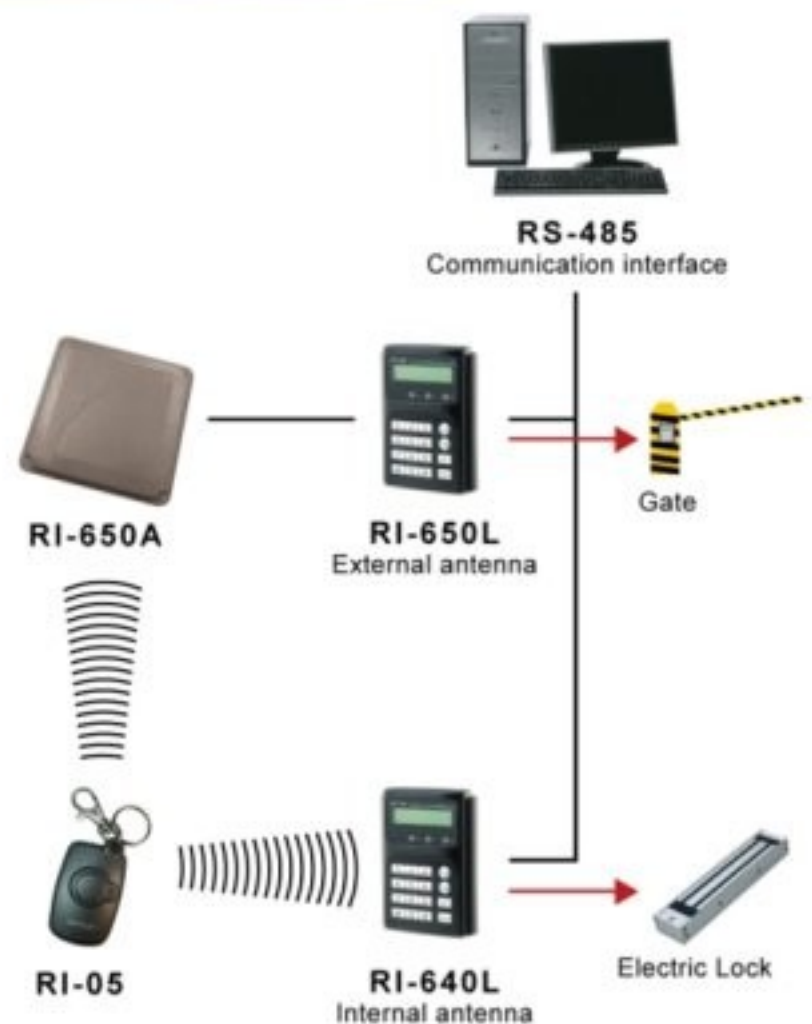 RS-485
Communication interface
RI-650A
RI-650L
External antenna
Gate
RI-05
RI-640L
Internal antenna
Electric Lock